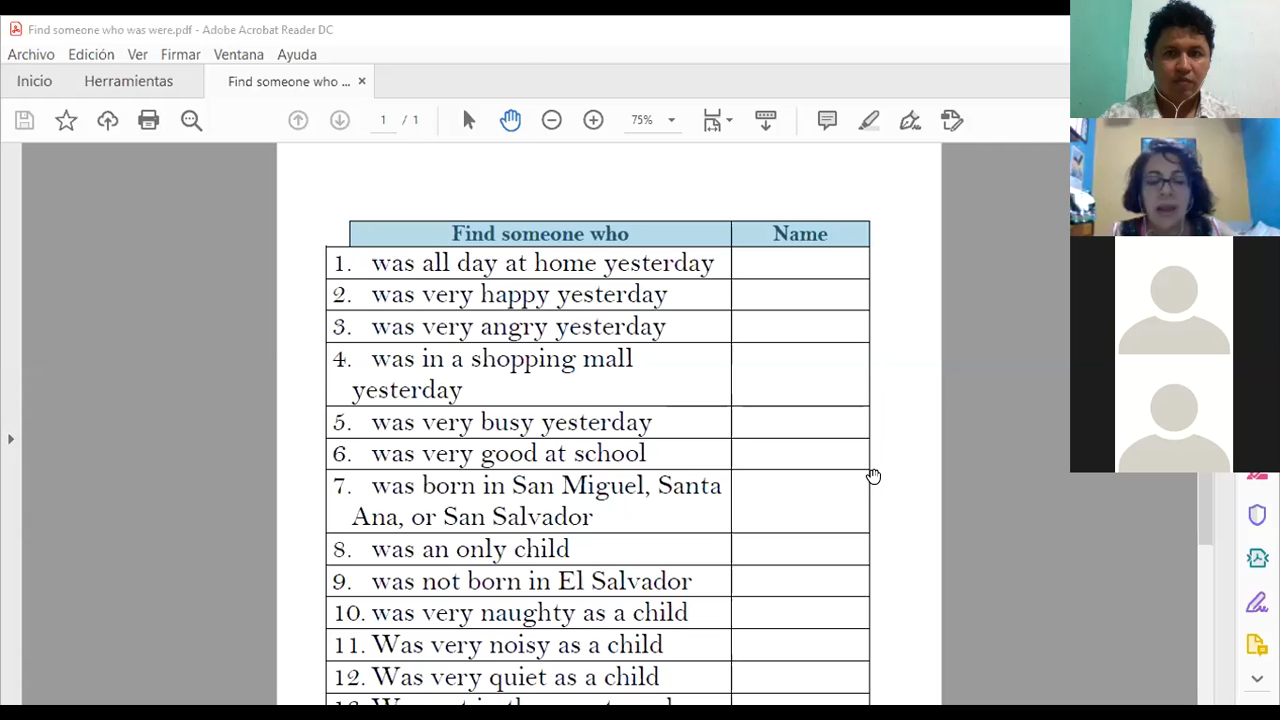 Find someone who was were.pdf - Adobe Acrobat Reader DC
Archivo Edición Ver Firmar Ventana Ayuda
Inicio Herramientas Find someone who ... ×
1 / 1 75%
Find someone who Name
1. was all day at home yesterday
2. was very happy yesterday
3. was very angry yesterday
4. was in a shopping mall
yesterday
5. was very busy yesterday
6. was very good at school
7. was born in San Miguel, Santa
Ana, or San Salvador
8. was an only child
9. was not born in El Salvador
10. was very naughty as a child
11. Was very noisy as a child
12. Was very quiet as a child